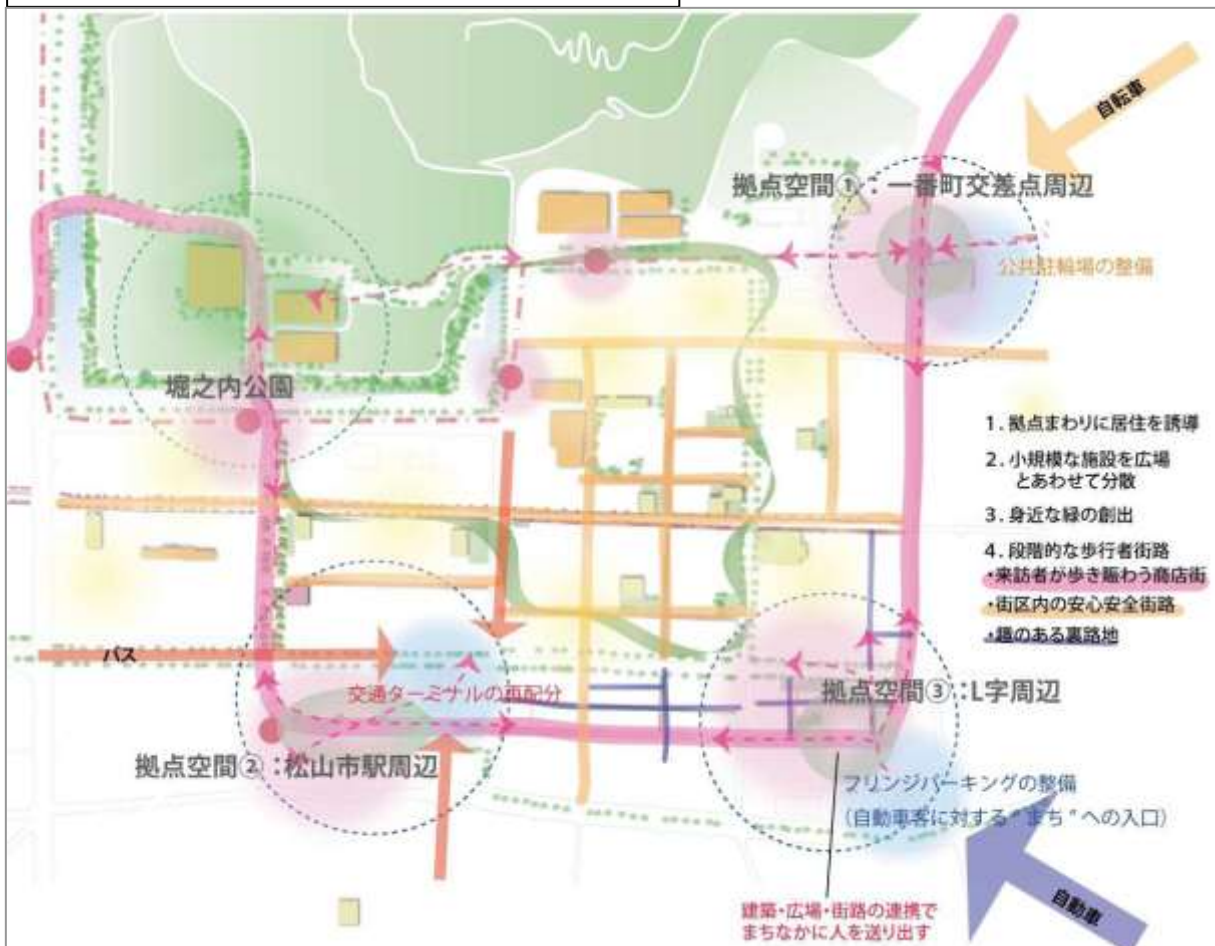 自転車
拠点空間①：一番町交差点周辺
公共駐輪場の整備
堀之内公園
1. 拠点まわりに居住を誘導
2. 小規模な施設を広場
とあわせて分散
3. 身近な緑の創出
4. 段階的な歩行者街路
・来訪者が歩き賑わう商店街
・街区内の安心安全街路
・趣のある裏路地
バス
交通ターミナルの再配分
拠点空間③：L字周辺
拠点空間②：松山市駅周辺
フリンジパーキングの整備
（自動車客に対する“まち”への入口）
自動車
建築・広場・街路の連携で
まちなかに人を送り出す